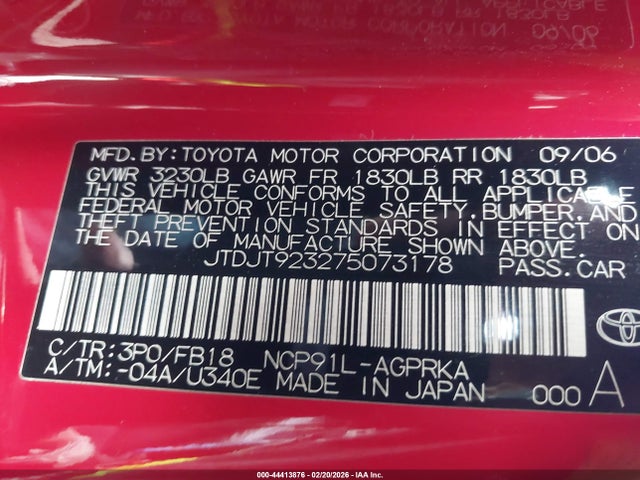 MFD.BY:TOYOTA MOTOR CORPORATION 09/06
GVWR 3230LB GAWR FR 1830LB RR 1830LB
THIS VEHICLE CONFORMS TO ALL APPLICABLE
FEDERAL MOTOR VEHICLE SAFETY,BUMPER,AND
THEFT PREVENTION STANDARDS IN EFFECT ON
THE DATE OF MANUFACTURE SHOWN ABOVE.
JTDJT923275073178 PASS.CAR
C/TR:3P0/FB18 NCP91L-AGPRKA
A/TM:-04A/U340E MADE IN JAPAN 000 A
000-44413876 - 02/20/2026 - IAA Inc.